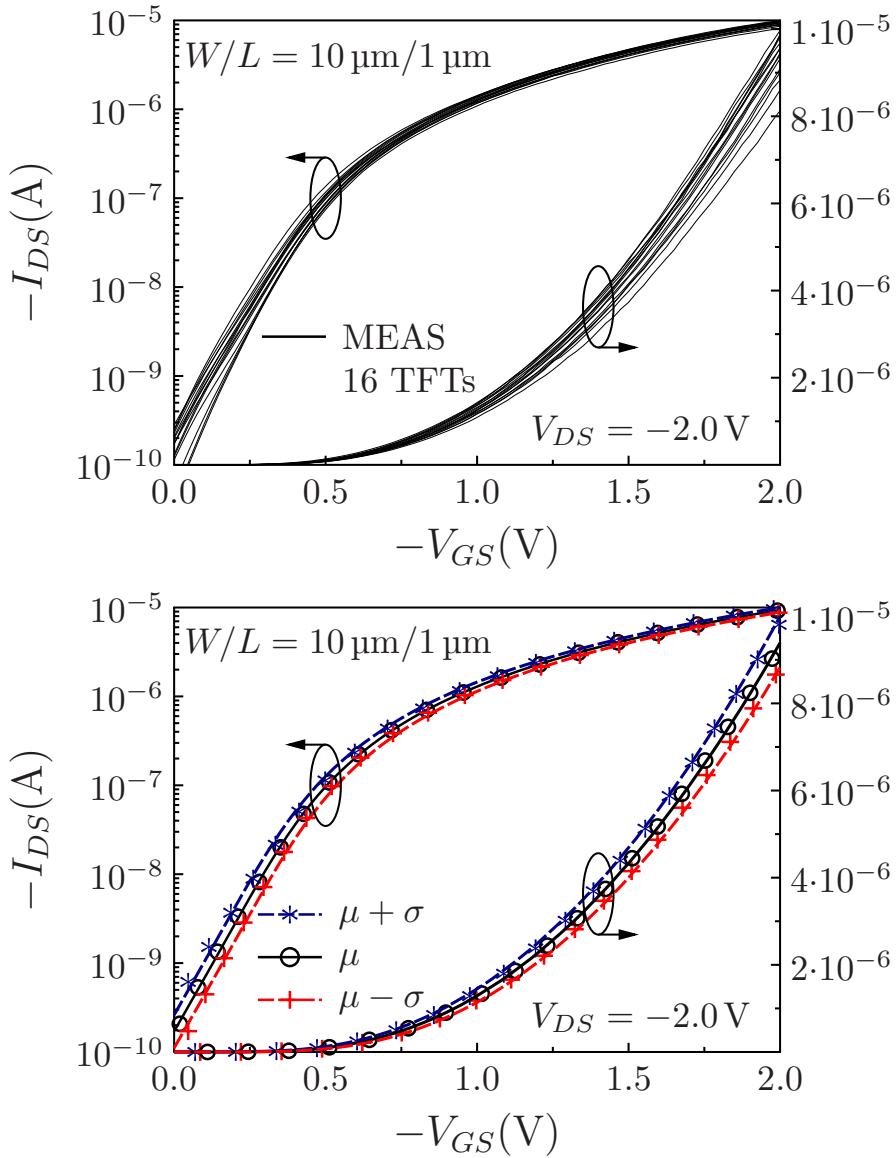 10⁻⁵
10⁻⁶
10⁻⁷
10⁻⁸
10⁻⁹
10⁻¹⁰
−I_DS(A)
W/L = 10 µm/1 µm
MEAS
16 TFTs
V_DS = −2.0 V
1·10⁻⁵
8·10⁻⁶
6·10⁻⁶
4·10⁻⁶
2·10⁻⁶
0.0 0.5 1.0 1.5 2.0
−V_GS(V)
10⁻⁵
10⁻⁶
10⁻⁷
10⁻⁸
10⁻⁹
10⁻¹⁰
−I_DS(A)
W/L = 10 µm/1 µm
μ + σ
μ
μ − σ
V_DS = −2.0 V
1·10⁻⁵
8·10⁻⁶
6·10⁻⁶
4·10⁻⁶
2·10⁻⁶
0.0 0.5 1.0 1.5 2.0
−V_GS(V)